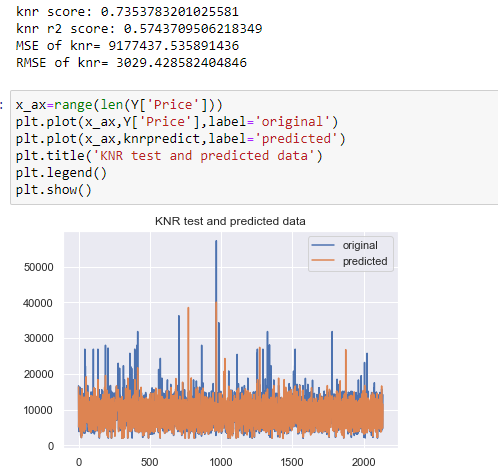 knr score: 0.7353783201025581
knr r2 score: 0.5743709506218349
MSE of knr= 9177437.535891436
RMSE of knr= 3029.428582404846
: x_ax=range(len(Y['Price']))
plt.plot(x_ax,Y['Price'],label='original')
plt.plot(x_ax,knrpredict,label='predicted')
plt.title('KNR test and predicted data')
plt.legend()
plt.show()
KNR test and predicted data
original
predicted
50000
40000
30000
20000
10000
0
0 500 1000 1500 2000